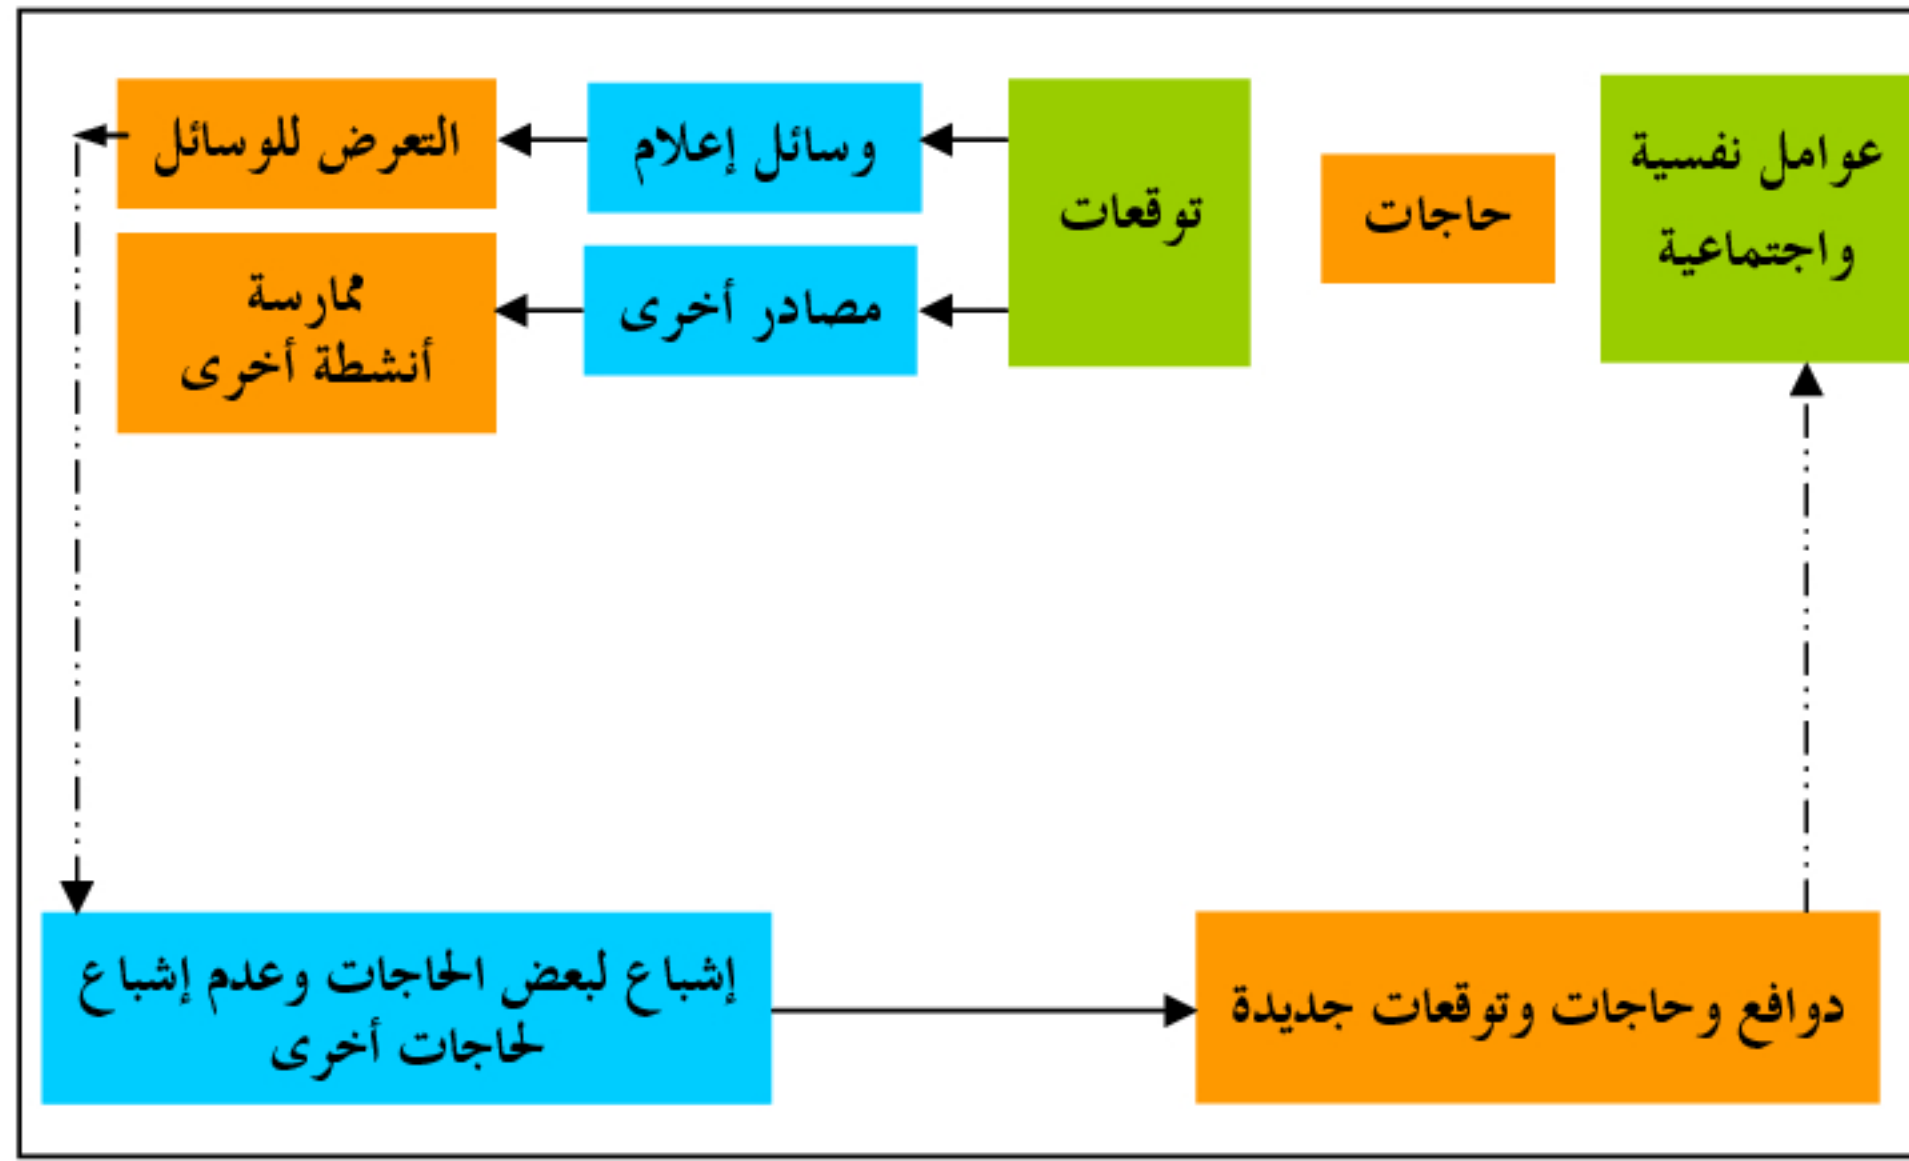 عوامل نفسية
واجتماعية
حاجات
توقعات
وسائل إعلام
مصادر أخرى
التعرض للوسائل
ممارسة
أنشطة أخرى
إشباع لبعض الحاجات وعدم إشباع
لحاجات أخرى
دوافع وحاجات وتوقعات جديدة